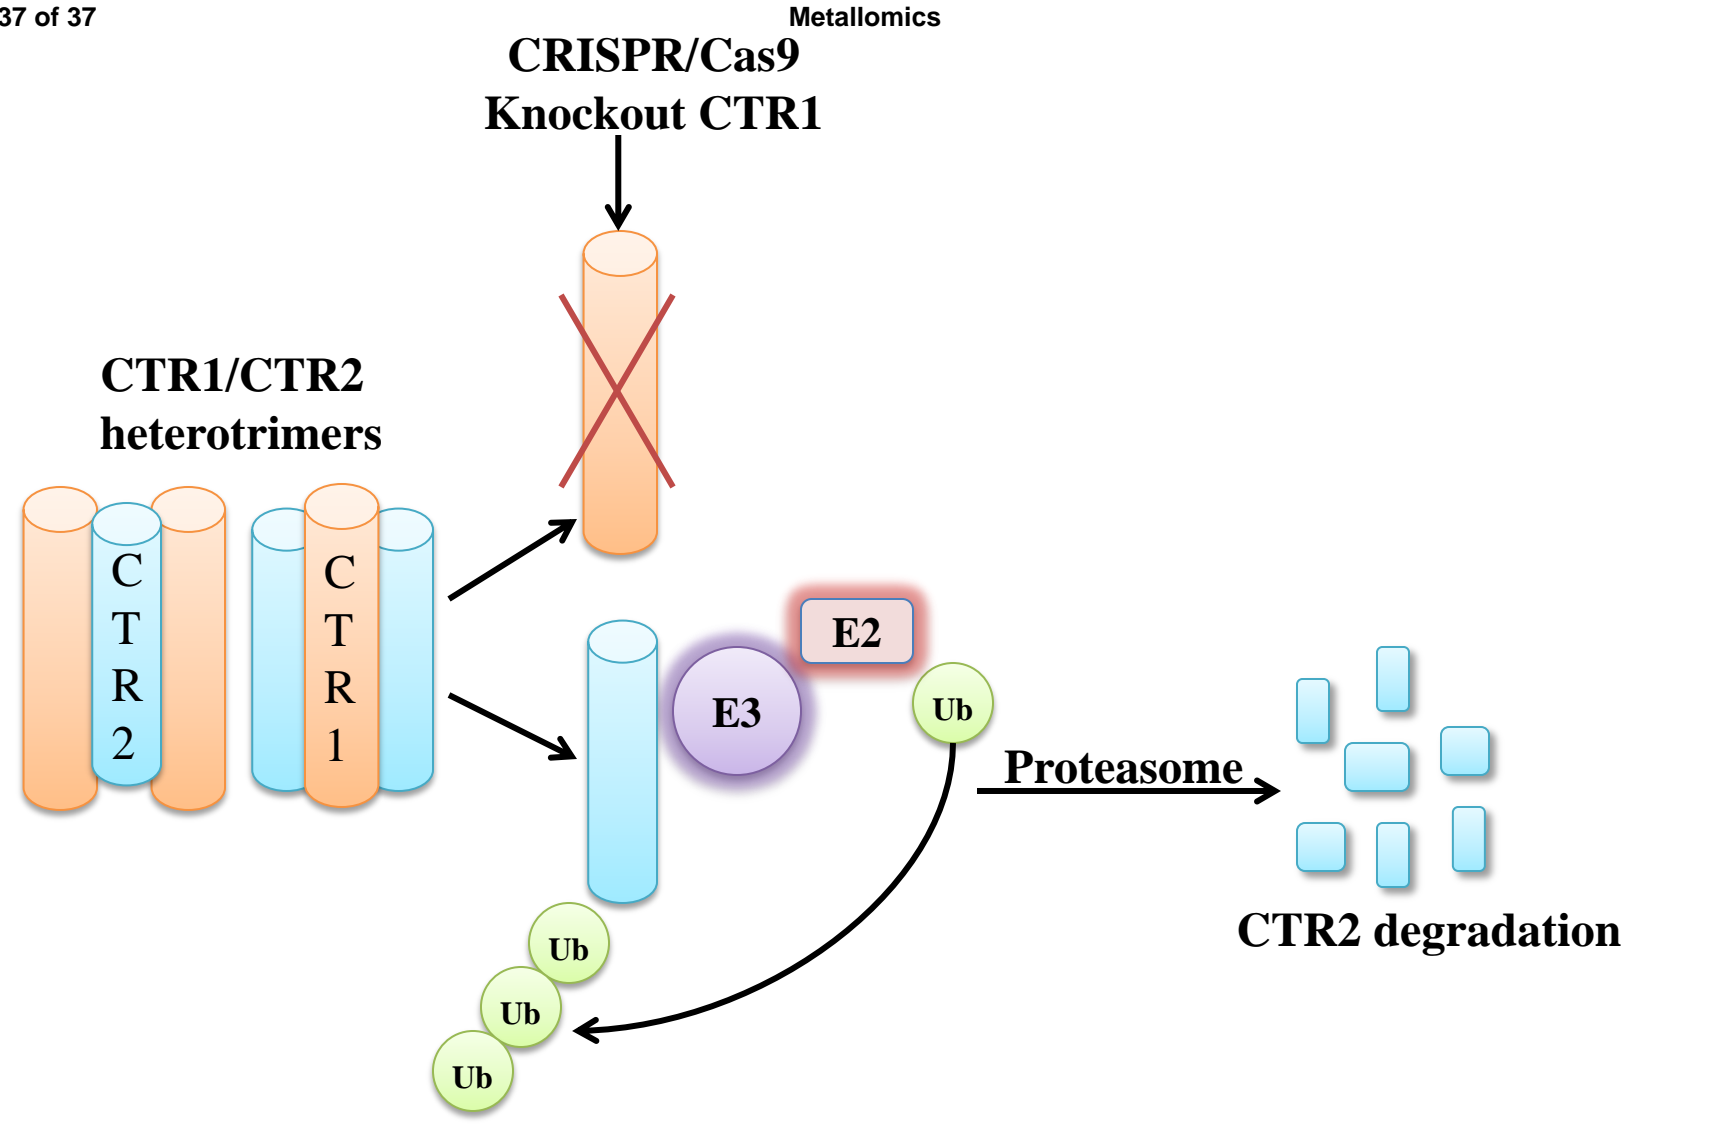 37 of 37
Metallomics
CRISPR/Cas9
Knockout CTR1
CTR1/CTR2
heterotrimers
C
T
R
2
C
T
R
1
E2
E3
Ub
Proteasome
CTR2 degradation
Ub
Ub
Ub